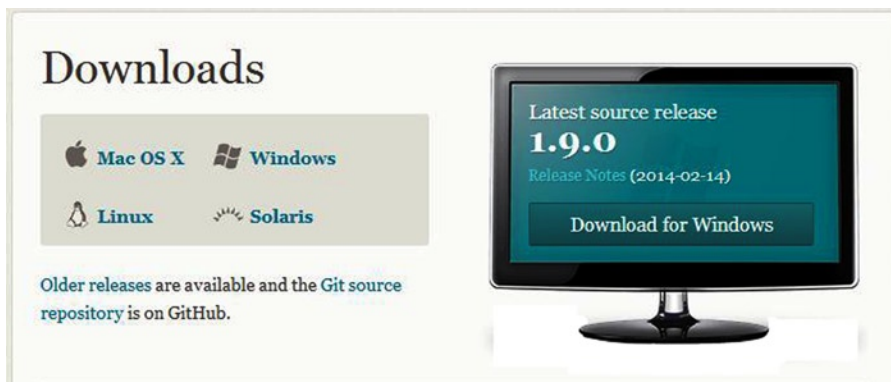 Downloads
Mac OS X
Windows
Linux
Solaris
Older releases are available and the Git source
repository is on GitHub.
Latest source release
1.9.0
Release Notes (2014-02-14)
Download for Windows